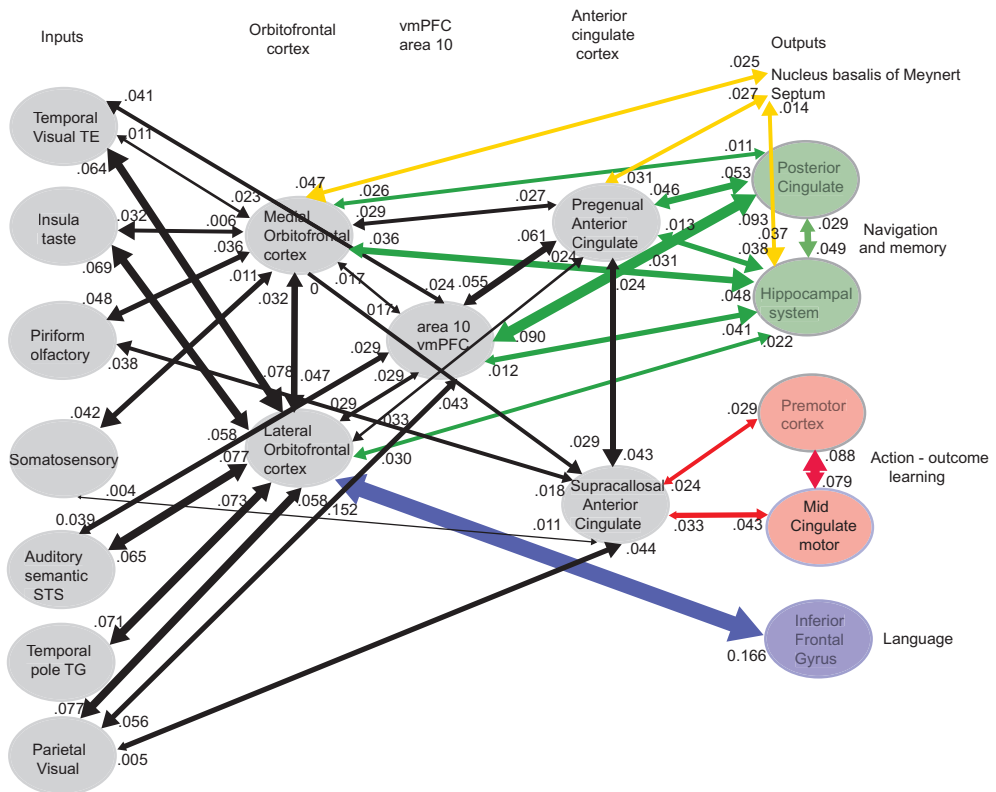 Inputs
Orbitofrontal
cortex
vmPFC
area 10
Anterior
cingulate
cortex
Outputs
.025
Nucleus basalis of Meynert
.027
Septum
.014
.041
Temporal
Visual TE
.011
.064
.011
Posterior
Cingulate
.053
.047
.026
.031
.046
.023
.029
.027
Insula
taste
.032
.006
Medial
Orbitofrontal
cortex
Pregenual
Anterior
Cingulate
.013
.093
.037
.029
Navigation
and memory
.036
.036
.061
.038
.049
.069
.011
.017
.024
.031
.032
0
.024
.055
.024
.048
Hippocampal
system
.048
.017
Piriform
olfactory
area 10
vmPFC
.090
.041
.022
.038
.029
.012
.078
.047
.029
.043
.042
.029
.033
.029
Premotor
cortex
.058
Lateral
Orbitofrontal
cortex
.029
.043
Somatosensory
.077
.030
.088
Action - outcome
learning
.004
.073
.058
.152
.018
Supracallosal
Anterior
Cingulate
.024
.079
0.039
.011
.033
.043
Mid
Cingulate
motor
Auditory
semantic
STS
.065
.044
.071
Inferior
Frontal
Gyrus
Language
Temporal
pole TG
0.166
.077
.056
Parietal
Visual
.005